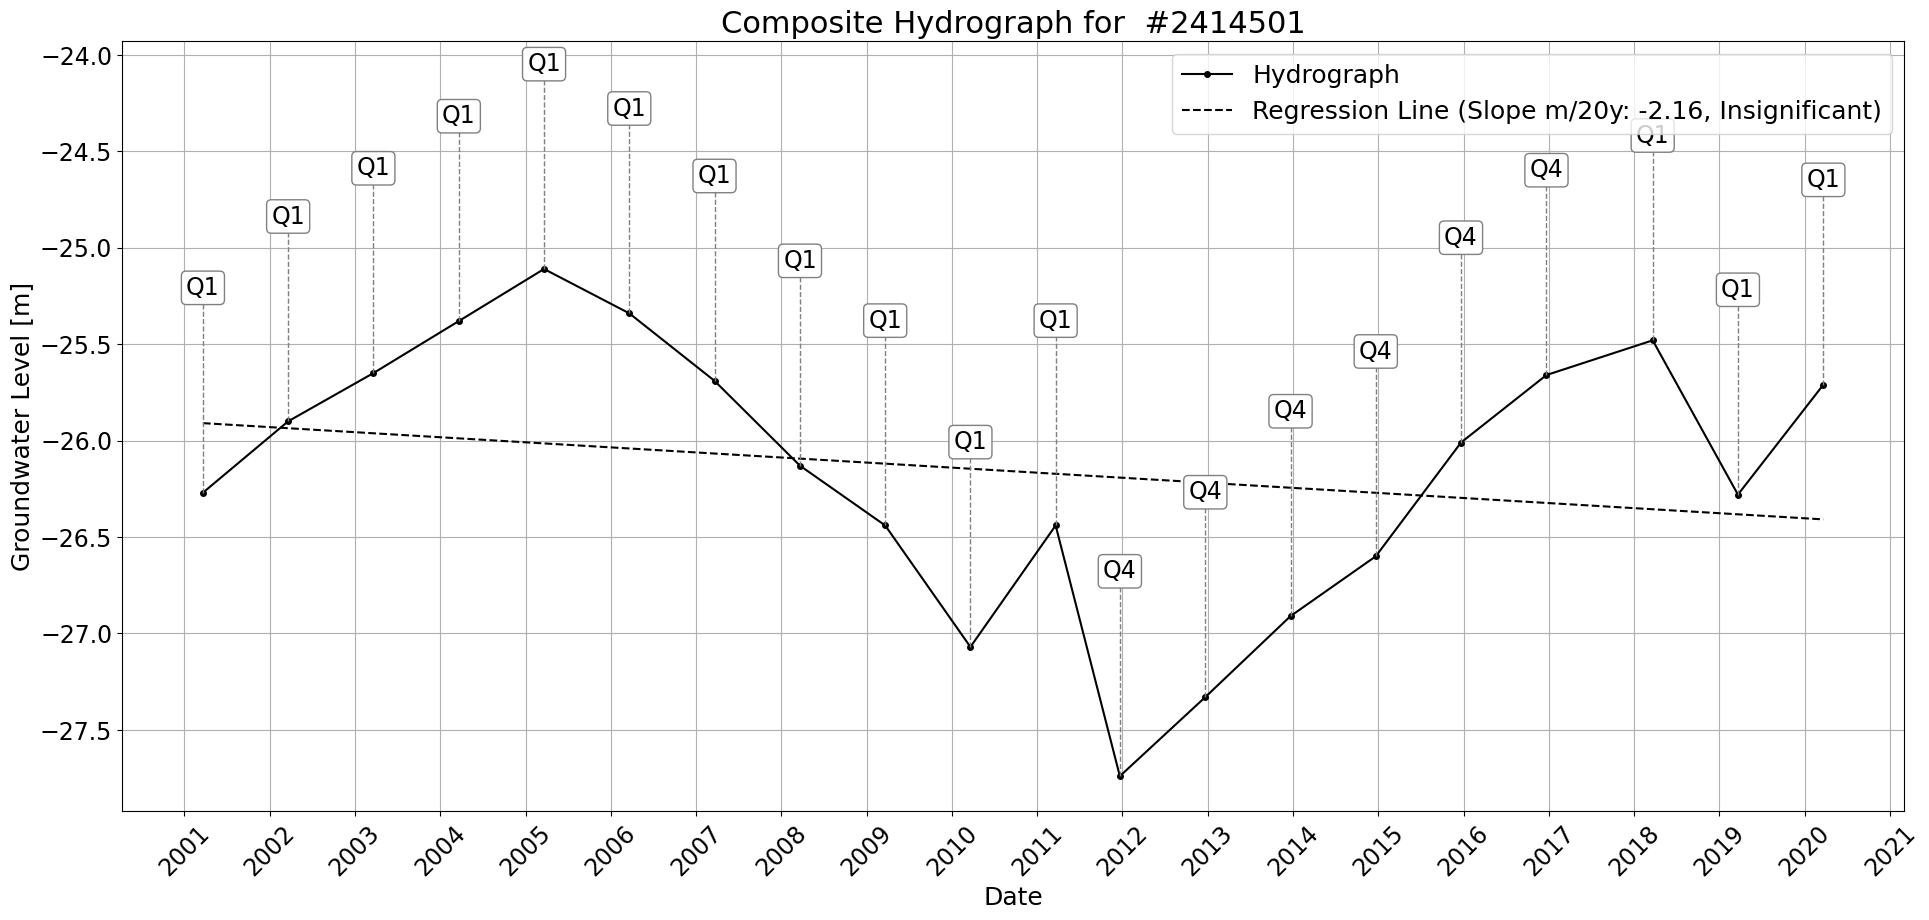 Composite Hydrograph for  #2414501
Hydrograph
Regression Line (Slope m/20y: -2.16, Insignificant)
Groundwater Level [m]
−24.0
−24.5
−25.0
−25.5
−26.0
−26.5
−27.0
−27.5
Q1
Q1
Q1
Q1
Q1
Q1
Q1
Q1
Q1
Q1
Q1
Q4
Q4
Q4
Q4
Q4
Q4
Q1
Q1
Q1
2001
2002
2003
2004
2005
2006
2007
2008
2009
2010
2011
2012
2013
2014
2015
2016
2017
2018
2019
2020
2021
Date